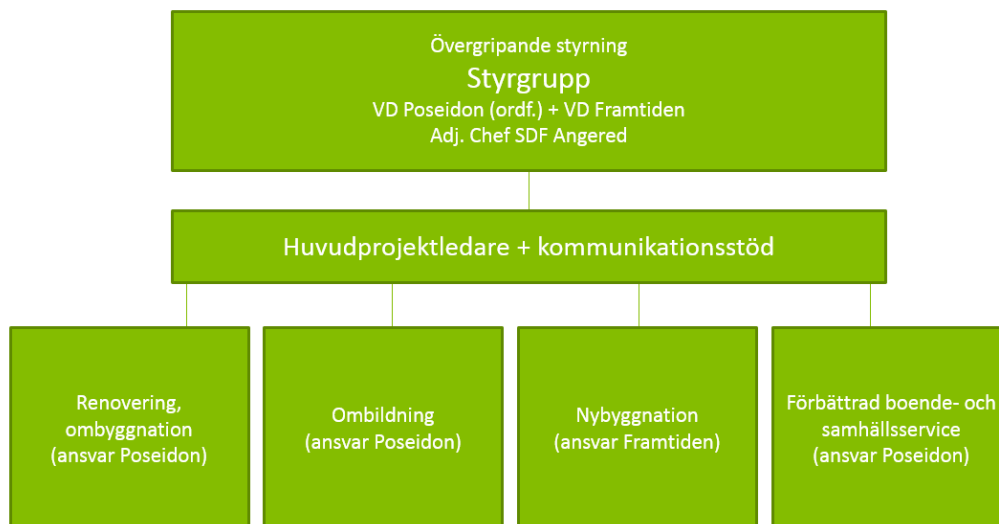 Övergripande styrning
Styrgrupp
VD Poseidon (ordf.) + VD Framtiden
Adj. Chef SDF Angered
Huvudprojektledare + kommunikationsstöd
Renovering,
ombyggnation
(ansvar Poseidon)
Ombildning
(ansvar Poseidon)
Nybyggnation
(ansvar Framtiden)
Förbättrad boende- och
samhällsservice
(ansvar Poseidon)